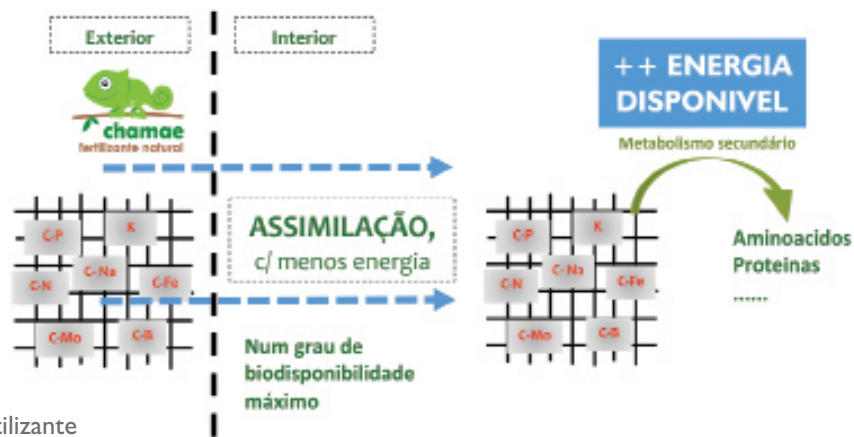 Exterior
Interior
chamae
fertilizante natural
++ ENERGIA
DISPONIVEL
Metabolismo secundário
C-P
K
C-N
C-Na
C-Fe
C-Mo
C-B
ASSIMILAÇÃO,
c/ menos energia
C-P
K
C-N
C-Na
C-Fe
C-Mo
C-B
Aminoacidos
Proteinas
......
Num grau de
biodisponibilidade
máximo
tilizante